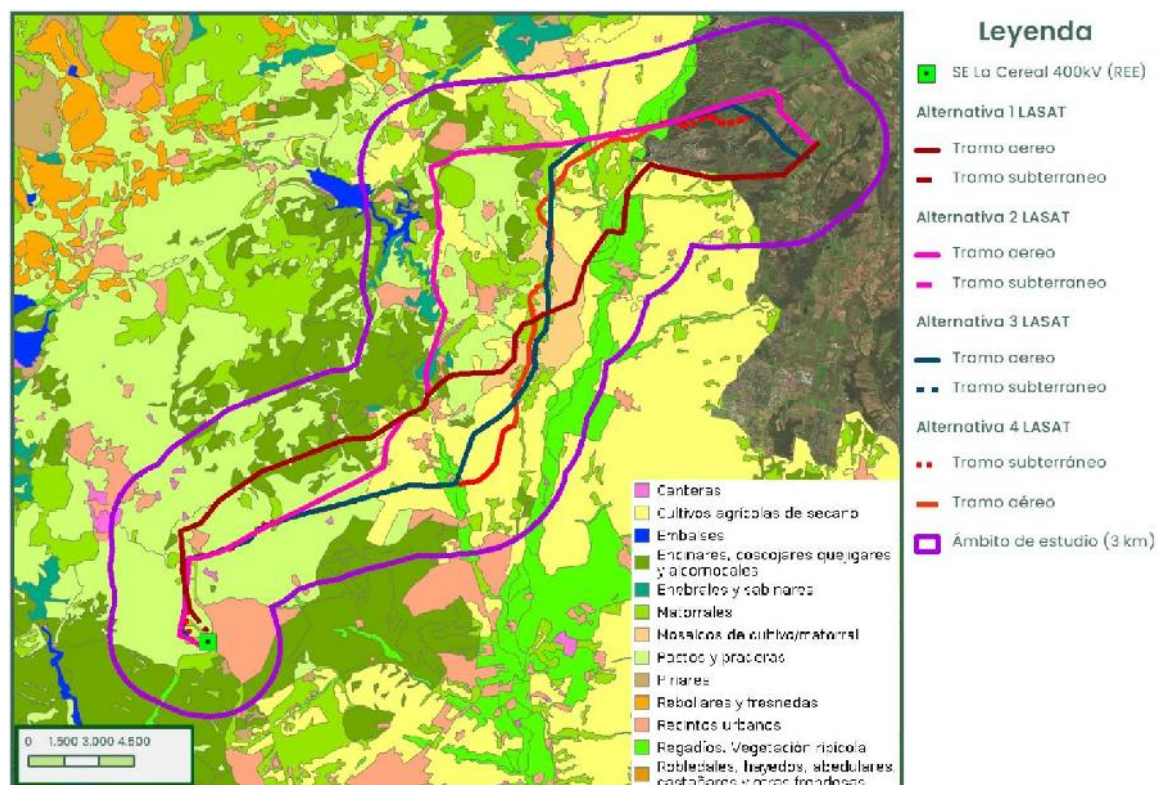 Leyenda
SE La Cereal 400kV (REE)
Alternativa 1 LASAT
Tramo aereo
Tramo subterraneo
Alternativa 2 LASAT
Tramo aereo
Tramo subterraneo
Alternativa 3 LASAT
Tramo aereo
Tramo subterraneo
Alternativa 4 LASAT
Tramo subterráneo
Tramo aéreo
Ámbito de estudio (3 km)
Canteras
Cultivos agrícolas de secano
Embalses
Encinares, coscojares quejigares
y alcornocales
Enebrales y sabinares
Matorrales
Mosaicos de cultivo/matorral
Pastos y praderas
Pinares
Rebollares y fresnedas
Recintos urbanos
Regadíos. Vegetación ripícola
Robledales, hayedos, abedulares,
castañares y otras frondosas
0 1.500 3.000 4.500